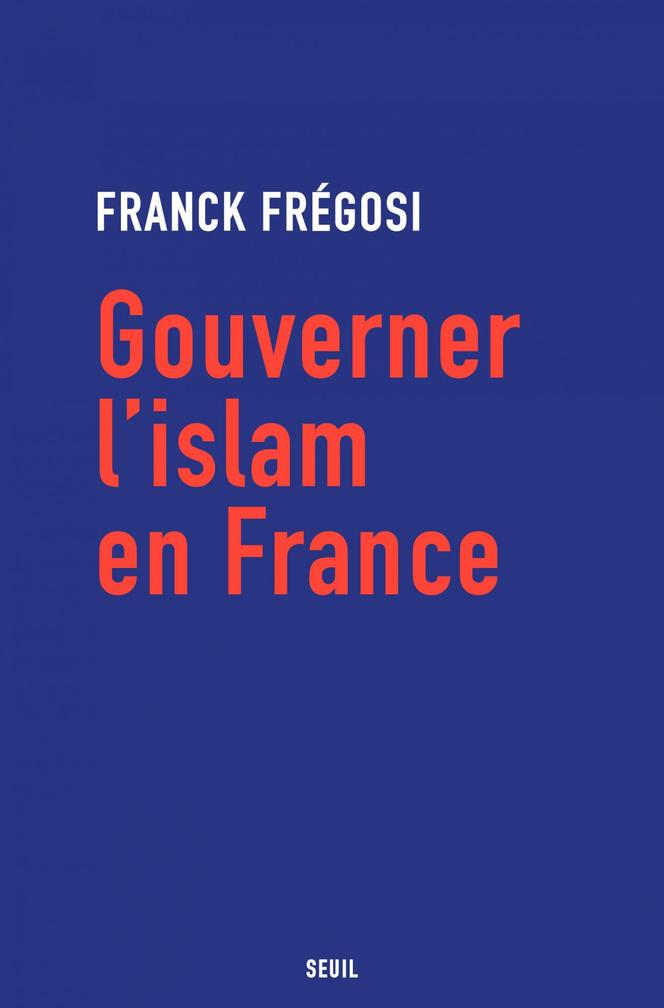 FRANCK FRÉGOSI
Gouverner
l’islam
en France
SEUIL